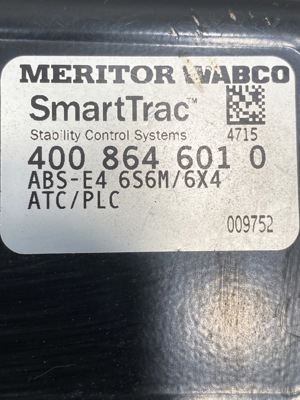 MERITOR WABCO
SmartTrac™
Stability Control Systems 4715
400 864 601 0
ABS-E4 6S6M/6X4
ATC/PLC
009752